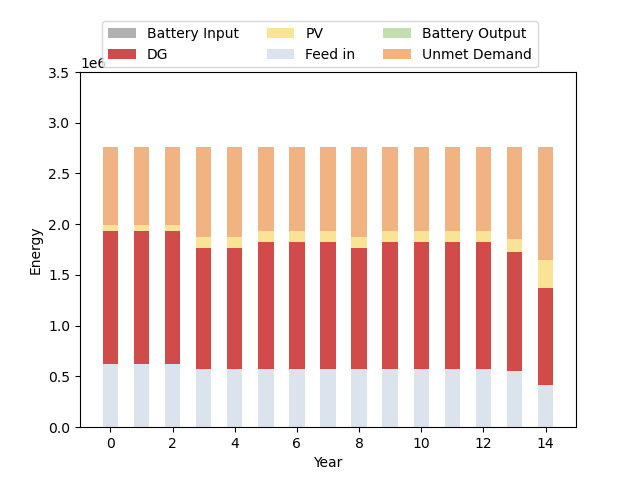 Battery Input PV Battery Output
DG Feed in Unmet Demand
1e6
3.5
3.0
2.5
2.0
1.5
1.0
0.5
0.0
Energy
0 2 4 6 8 10 12 14
Year